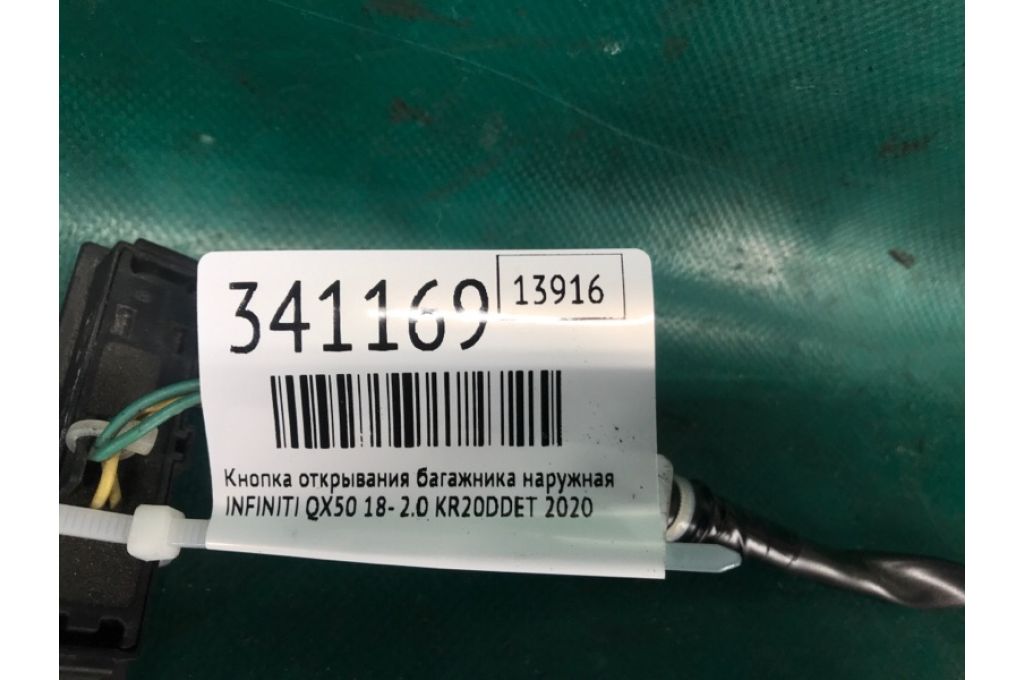 341169
13916
Кнопка открывания багажника наружная
INFINITI QX50 18- 2.0 KR20DDET 2020